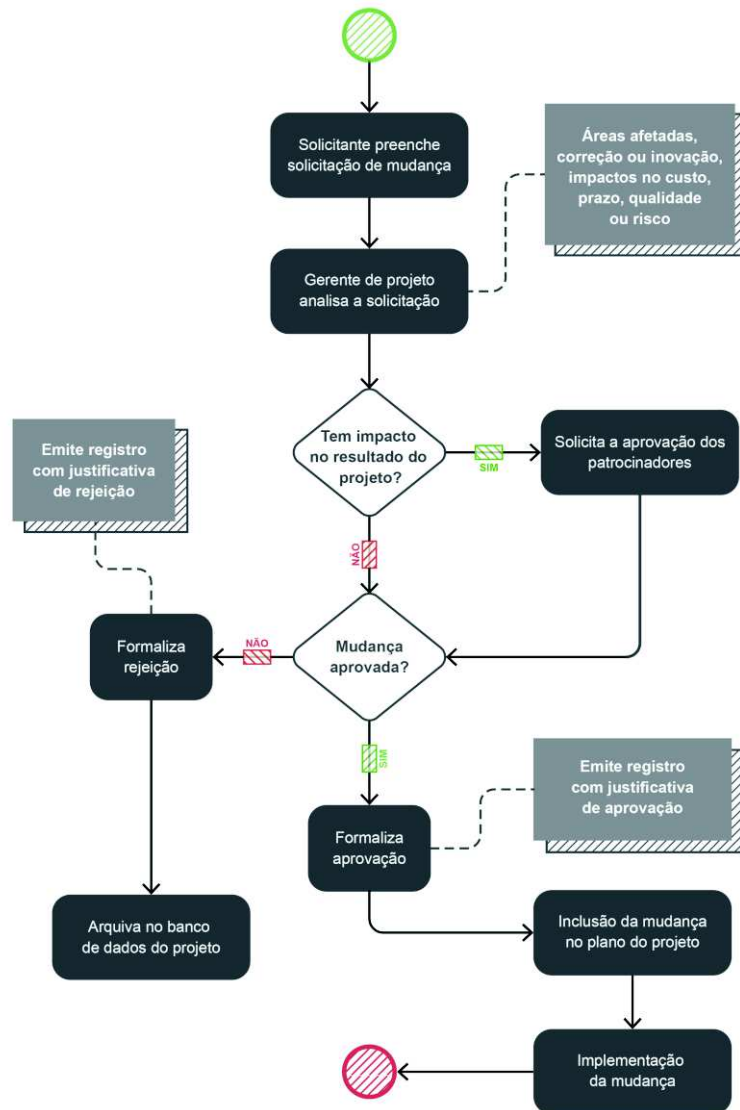 Solicitante preenche
solicitação de mudança
Áreas afetadas,
correção ou inovação,
impactos no custo,
prazo, qualidade
ou risco
Gerente de projeto
analisa a solicitação
Tem impacto
no resultado do
projeto?
SIM
Solicita a aprovação dos
patrocinadores
Emite registro
com justificativa
de rejeição
NÃO
Mudança
aprovada?
NÃO
Formaliza
rejeição
SIM
Emite registro
com justificativa
de aprovação
Formaliza
aprovação
Arquiva no banco
de dados do projeto
Inclusão da mudança
no plano do projeto
Implementação
da mudança